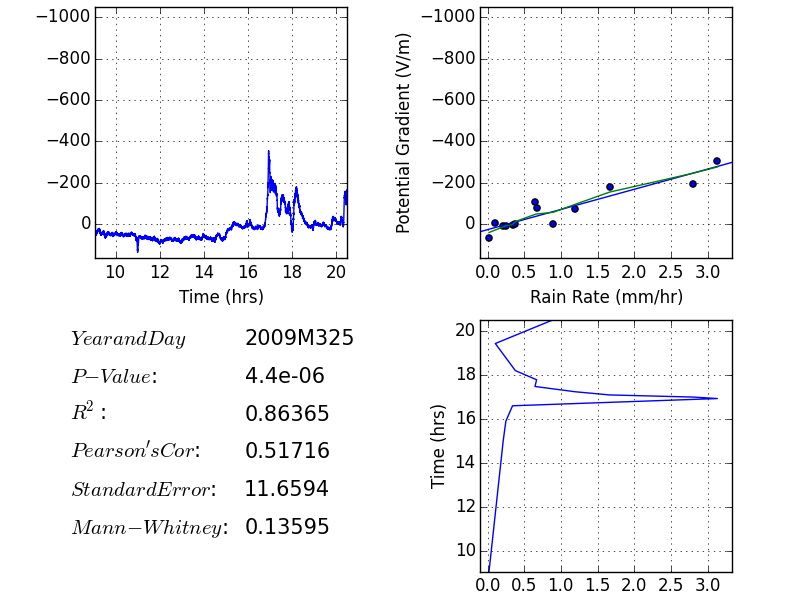 −1000
−800
−600
−400
−200
0
10 12 14 16 18 20
Time (hrs)
Potential Gradient (V/m)
−1000
−800
−600
−400
−200
0
0.0 0.5 1.0 1.5 2.0 2.5 3.0
Rain Rate (mm/hr)
YearandDay 2009M325
P−Value: 4.4e-06
R² : 0.86365
Pearson′sCor: 0.51716
StandardError: 11.6594
Mann−Whitney: 0.13595
Time (hrs)
20
18
16
14
12
10
0.0 0.5 1.0 1.5 2.0 2.5 3.0